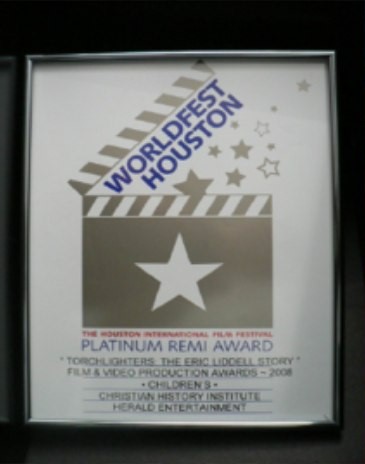 WORLDFEST
HOUSTON
THE HOUSTON INTERNATIONAL FILM FESTIVAL
PLATINUM REMI AWARD
"TORCHLIGHTERS: THE ERIC LIDDELL STORY"
FILM & VIDEO PRODUCTION AWARDS ~ 2008
• CHILDREN'S •
CHRISTIAN HISTORY INSTITUTE
HERALD ENTERTAINMENT